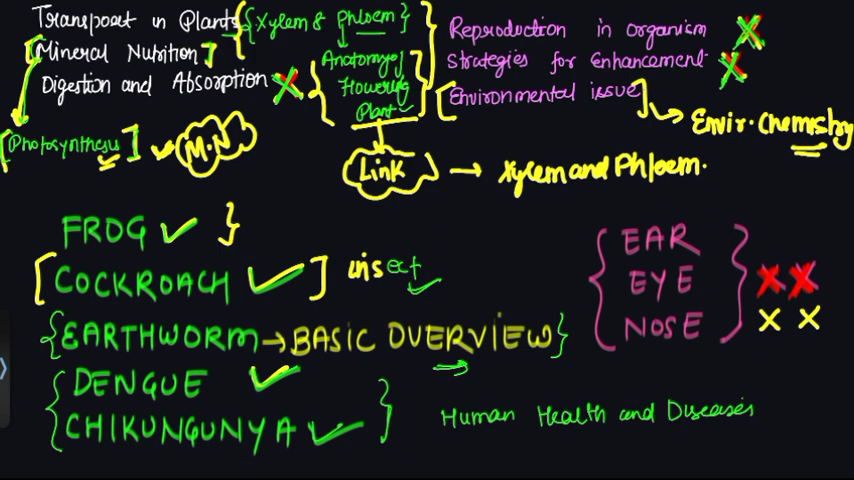 Transport in Plants {Xylem & Phloem}
[Mineral Nutrition]
Digestion and Absorption
Anatomy of
Flowering
Plant
Reproduction in organism
Strategies for Enhancement
[Environmental issue]
Envir. Chemistry
[Photosynthesis]
M.N
Link → Xylem and Phloem.
FROG }
[COCKROACH] insect
{EARTHWORM → BASIC OVERVIEW}
DENGUE
CHIKUNGUNYA
Human Health and Diseases
EAR
EYE
NOSE